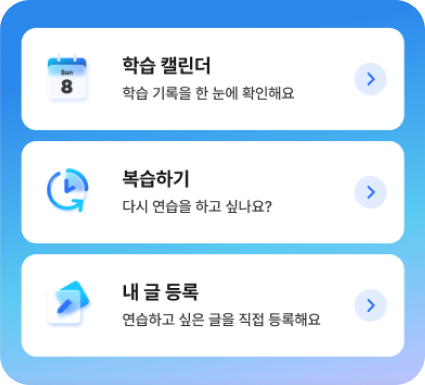 Sun
8
학습 캘린더
학습 기록을 한 눈에 확인해요
복습하기
다시 연습을 하고 싶나요?
내 글 등록
연습하고 싶은 글을 직접 등록해요